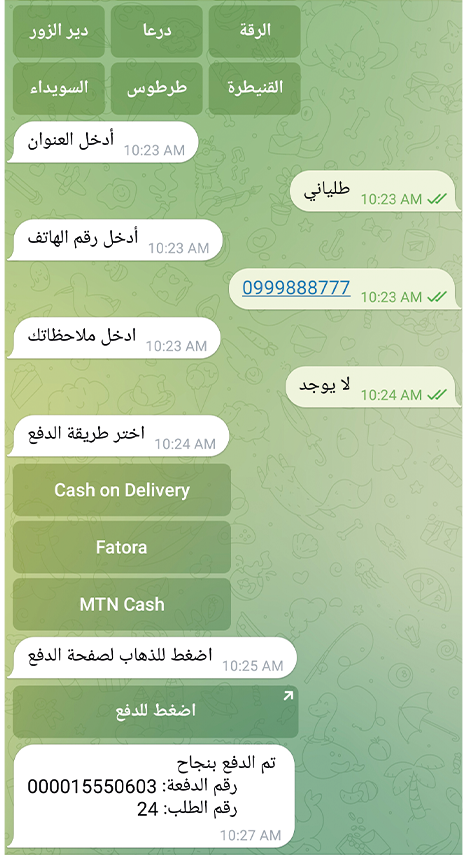 الرقة
درعا
دير الزور
القنيطرة
طرطوس
السويداء
أدخل العنوان
10:23 AM
طلياني
10:23 AM
أدخل رقم الهاتف
10:23 AM
0999888777
10:23 AM
ادخل ملاحظاتك
10:23 AM
لا يوجد
10:24 AM
اختر طريقة الدفع
10:24 AM
Cash on Delivery
Fatora
MTN Cash
اضغط للذهاب لصفحة الدفع
10:25 AM
اضغط للدفع
تم الدفع بنجاح
رقم الدفعة: 000015550603
رقم الطلب: 24
10:27 AM